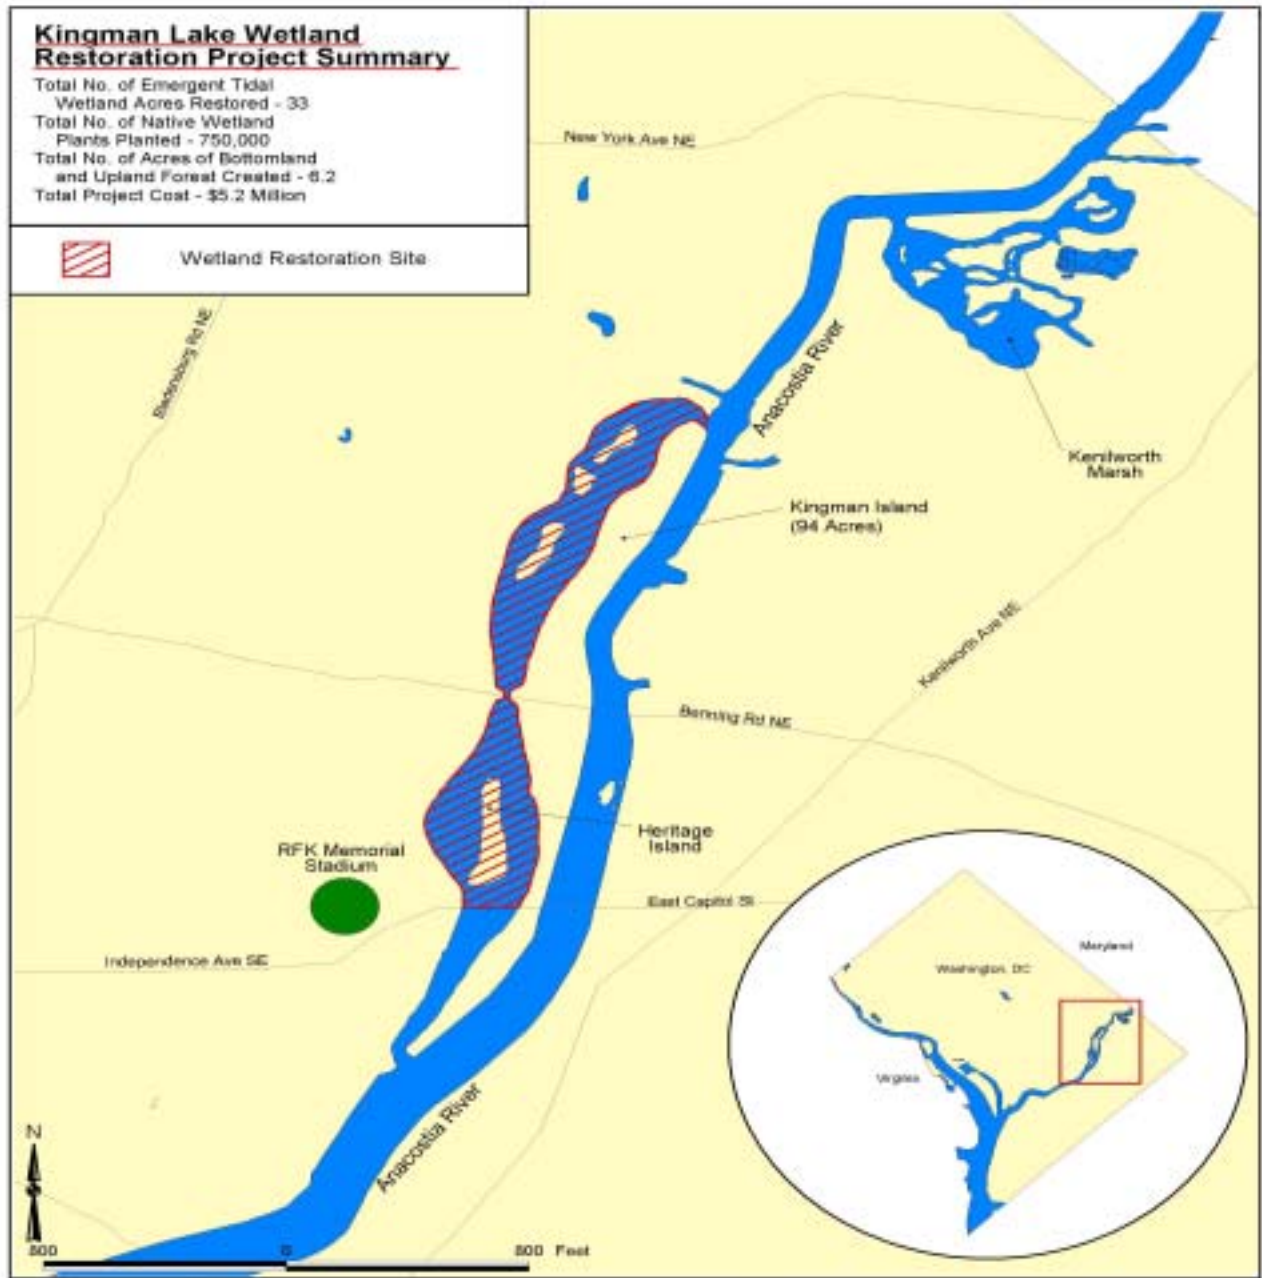 Kingman Lake Wetland
Restoration Project Summary
Total No. of Emergent Tidal
Wetland Acres Restored - 33
Total No. of Native Wetland
Plants Planted - 750,000
Total No. of Acres of Bottomland
and Upland Forest Created - 6.2
Total Project Cost - $5.2 Million
Wetland Restoration Site
New York Ave NE
Bladensburg Rd NE
Anacostia River
Kenilworth
Marsh
Kingman Island
(94 Acres)
Kenilworth Ave NE
Benning Rd NE
Heritage
Island
RFK Memorial
Stadium
East Capitol St
Independence Ave SE
Maryland
Washington, DC
Virginia
Anacostia River
N
800 0 800 Feet